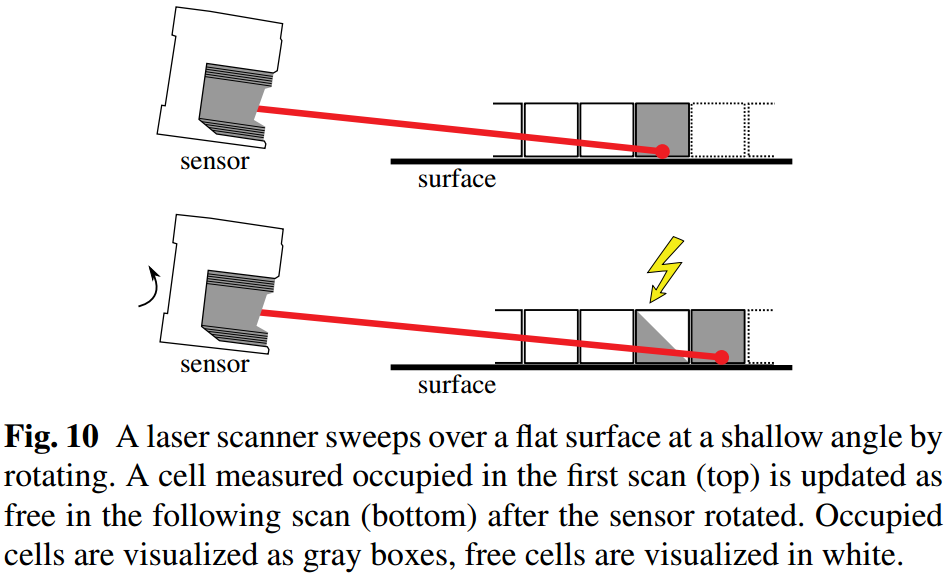 sensor
surface
sensor
surface
Fig. 10 A laser scanner sweeps over a flat surface at a shallow angle by
rotating. A cell measured occupied in the first scan (top) is updated as
free in the following scan (bottom) after the sensor rotated. Occupied
cells are visualized as gray boxes, free cells are visualized in white.